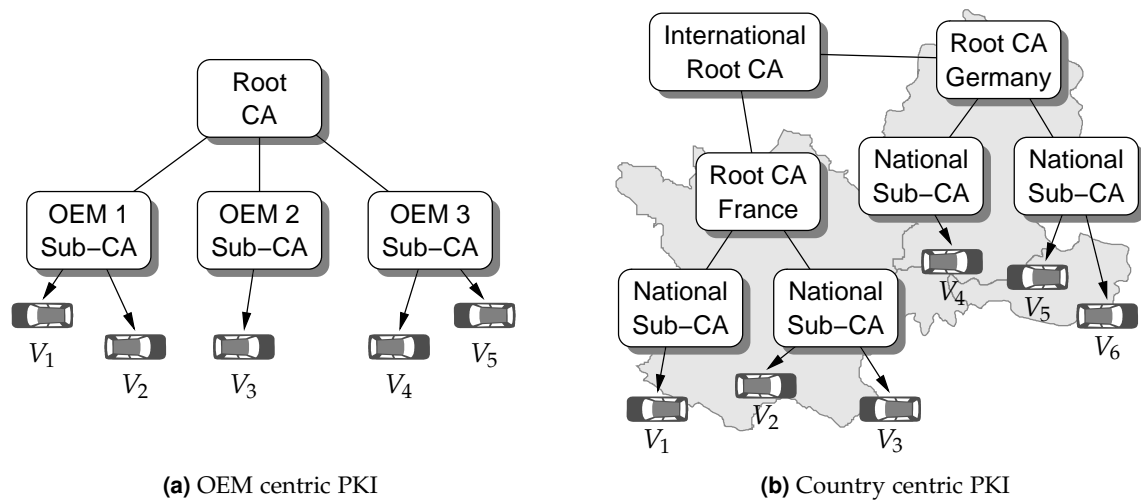 Root
CA
OEM 1
Sub−CA
OEM 2
Sub−CA
OEM 3
Sub−CA
V1
V2
V3
V4
V5
(a) OEM centric PKI
International
Root CA
Root CA
Germany
Root CA
France
National
Sub−CA
National
Sub−CA
National
Sub−CA
National
Sub−CA
V4
V5
V6
V1
V2
V3
(b) Country centric PKI